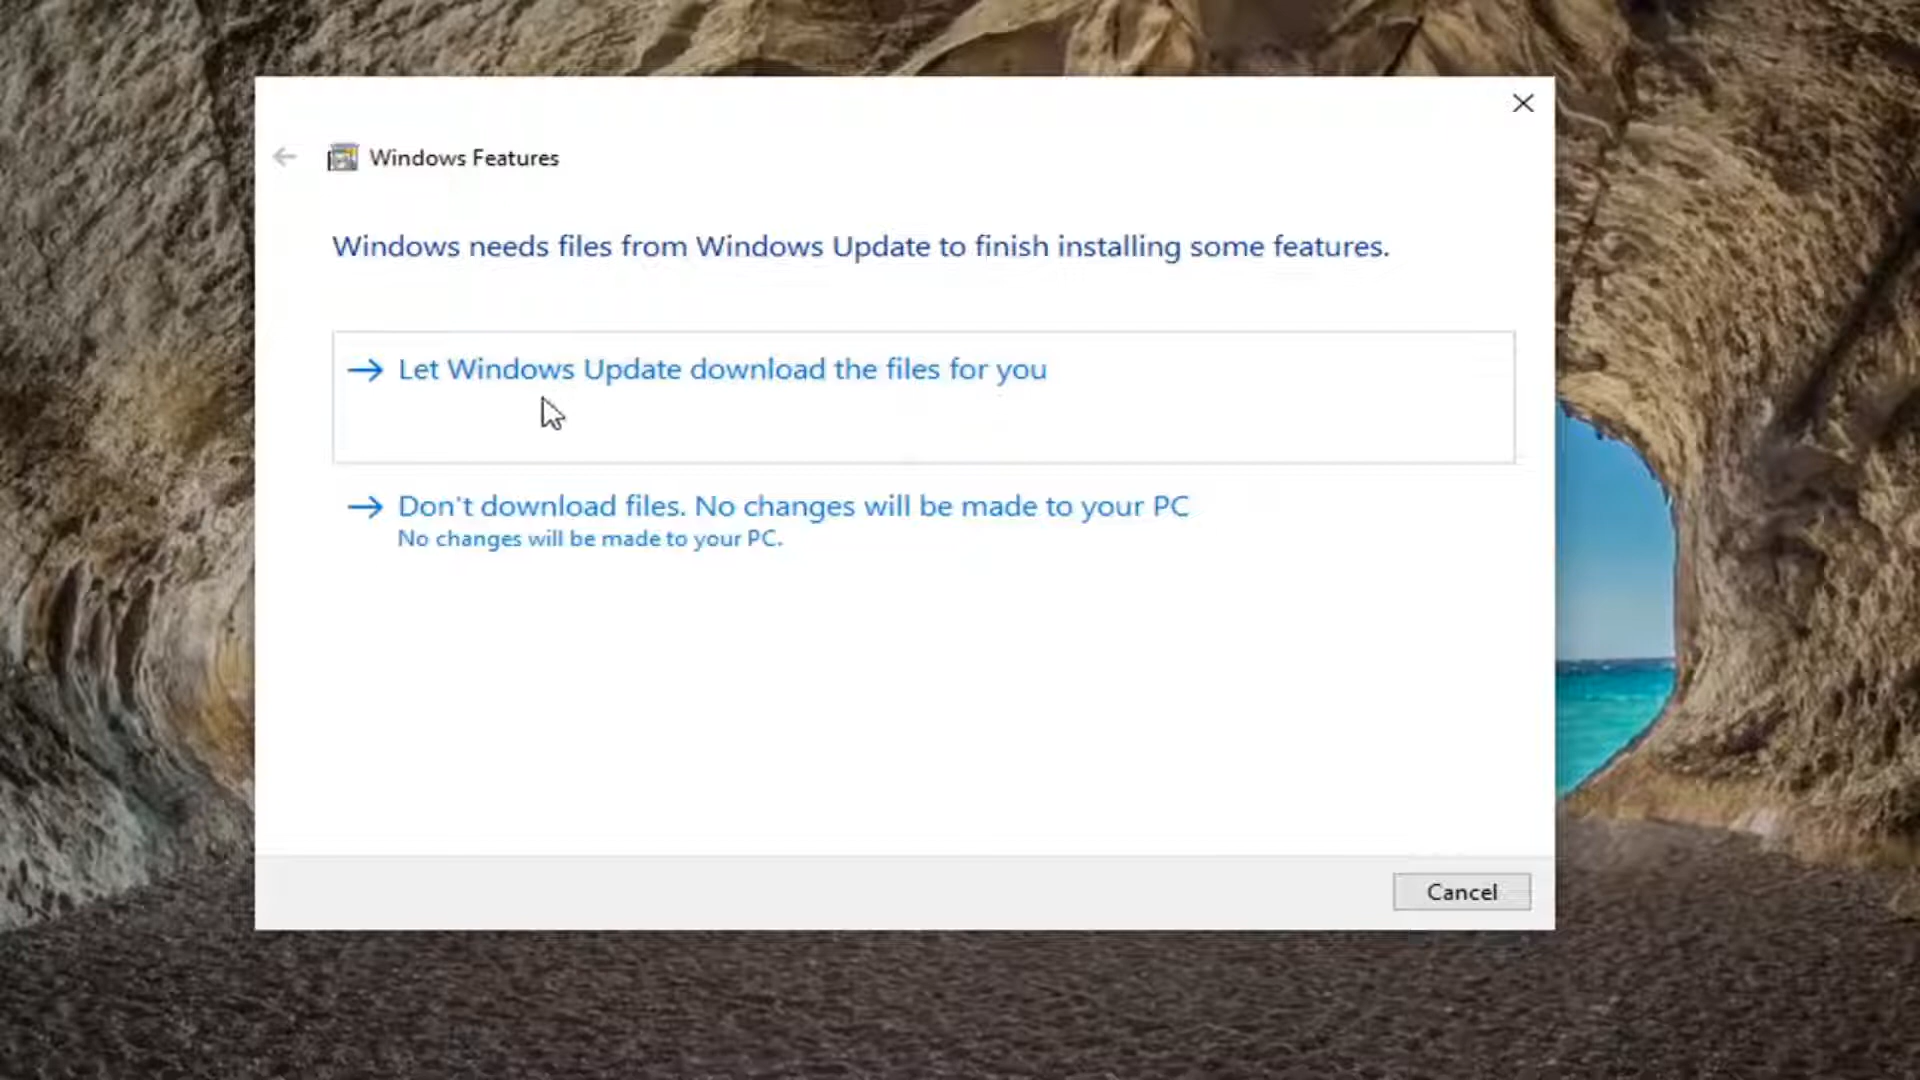 Windows Features
Windows needs files from Windows Update to finish installing some features.
Let Windows Update download the files for you
Don't download files. No changes will be made to your PC
No changes will be made to your PC.
Cancel